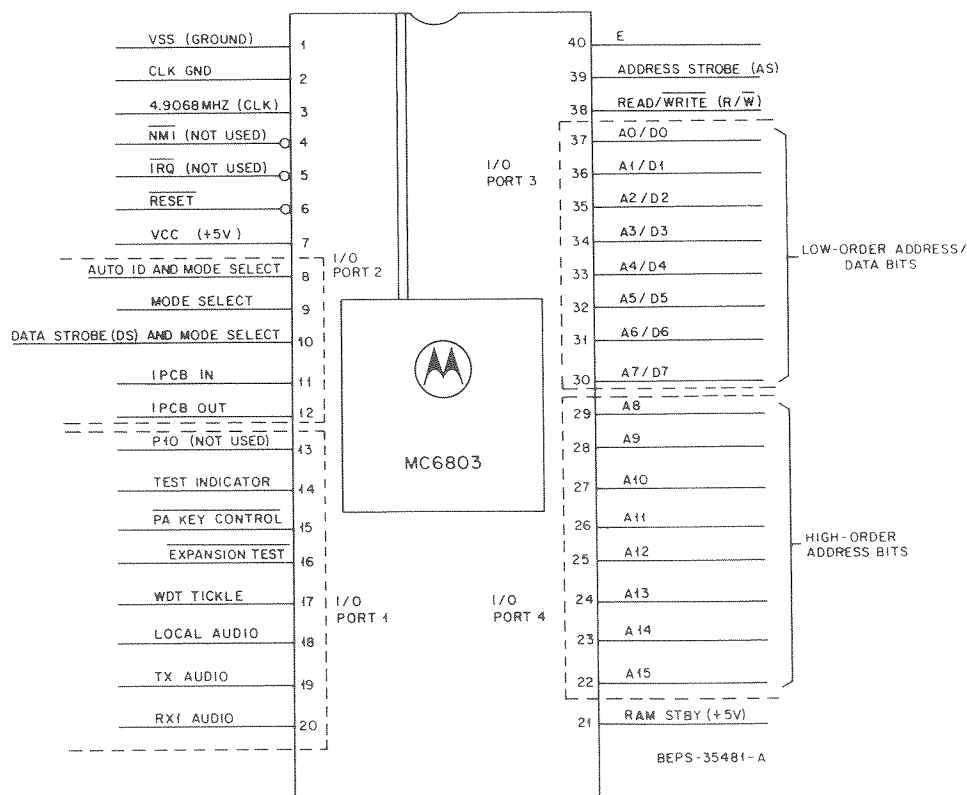 VSS (GROUND) 1
CLK GND 2
4.9068MHZ (CLK) 3
NMI (NOT USED) 4
IRQ (NOT USED) 5
RESET 6
VCC (+5V) 7
AUTO ID AND MODE SELECT 8
MODE SELECT 9
DATA STROBE (DS) AND MODE SELECT 10
IPCB IN 11
IPCB OUT 12
P10 (NOT USED) 13
TEST INDICATOR 14
PA KEY CONTROL 15
EXPANSION TEST 16
WDT TICKLE 17
LOCAL AUDIO 18
TX AUDIO 19
RX1 AUDIO 20
I/O
PORT 2
I/O
PORT 1
MC6803
I/O
PORT 3
I/O
PORT 4
40 E
39 ADDRESS STROBE (AS)
38 READ/WRITE (R/W)
37 A0/D0
36 A1/D1
35 A2/D2
34 A3/D3
33 A4/D4
32 A5/D5
31 A6/D6
30 A7/D7
29 A8
28 A9
27 A10
26 A11
25 A12
24 A13
23 A14
22 A15
21 RAM STBY (+5V)
LOW-ORDER ADDRESS/
DATA BITS
HIGH-ORDER
ADDRESS BITS
BEPS-35481-A